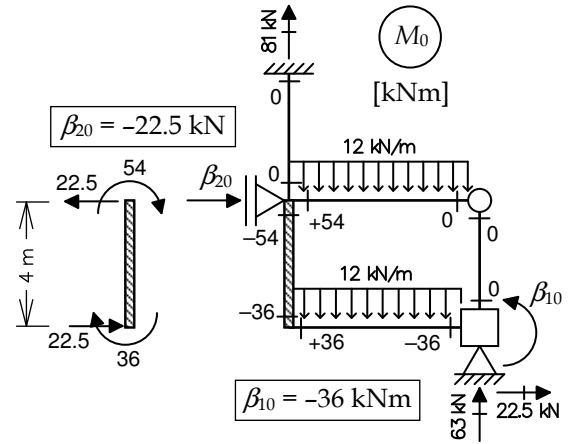 81 kN
M₀
[kNm]
0
β₂₀ = −22.5 kN
12 kN/m
54
22.5
β₂₀
0
−54
+54
0
0
4 m
12 kN/m
0
β₁₀
−36
+36
−36
22.5
36
β₁₀ = −36 kNm
63 kN
22.5 kN